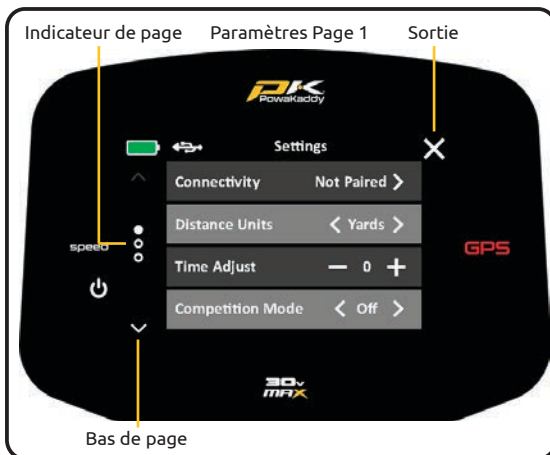 Indicateur de page Paramètres Page 1 Sortie
PK
PowaKaddy
Settings
Connectivity Not Paired
Distance Units Yards
speed
GPS
Time Adjust — 0 +
Competition Mode Off
30v
MAX
Bas de page